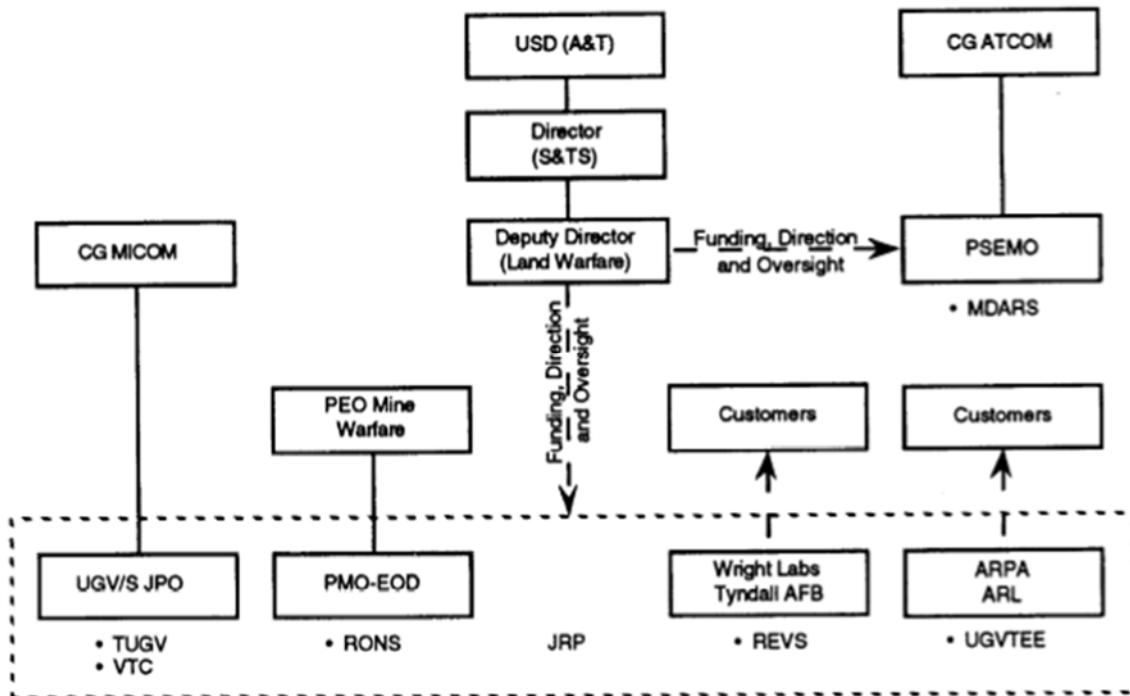 USD (A&T)
CG ATCOM
Director
(S&TS)
CG MICOM
Deputy Director
(Land Warfare)
Funding, Direction
and Oversight
PSEMO
• MDARS
Funding, Direction
and Oversight
PEO Mine
Warfare
Customers
Customers
UGV/S JPO
PMO-EOD
Wright Labs
Tyndall AFB
ARPA
ARL
• TUGV
• VTC
• RONS
JRP
• REVS
• UGVTEE